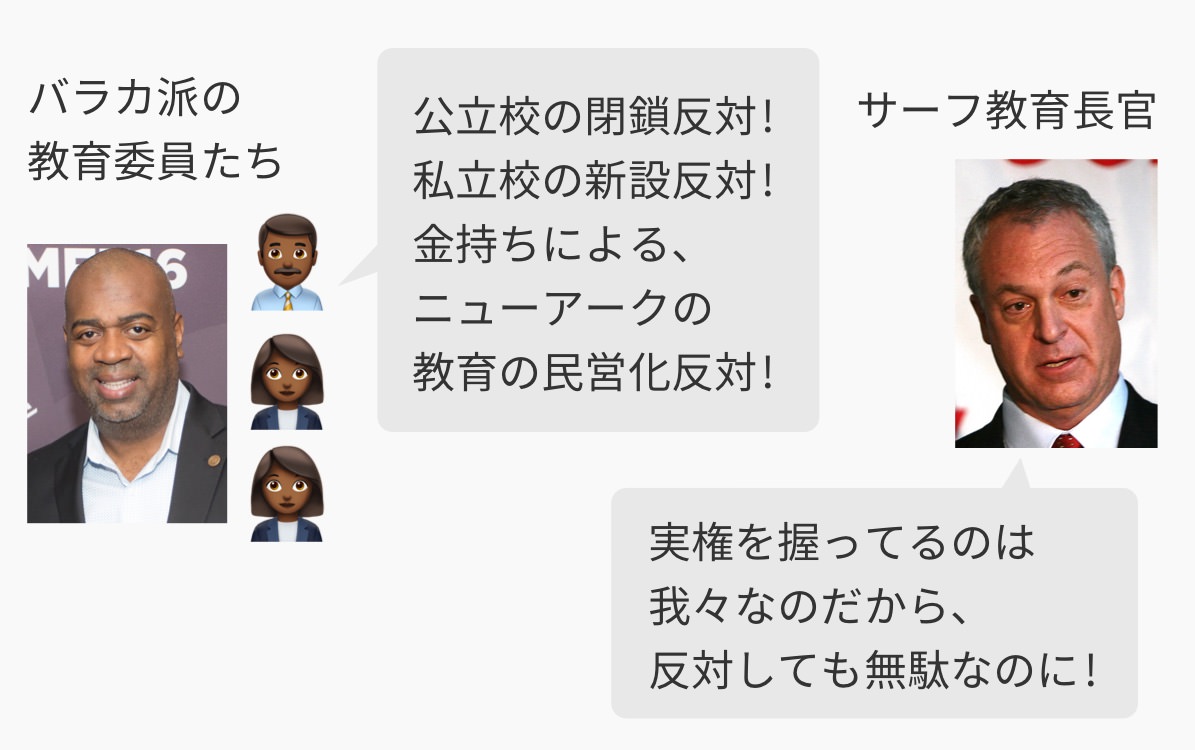 バラカ派の
教育委員たち
公立校の閉鎖反対！
私立校の新設反対！
金持ちによる、
ニューアークの
教育の民営化反対！
サーフ教育長官
実権を握ってるのは
我々なのだから、
反対しても無駄なのに！